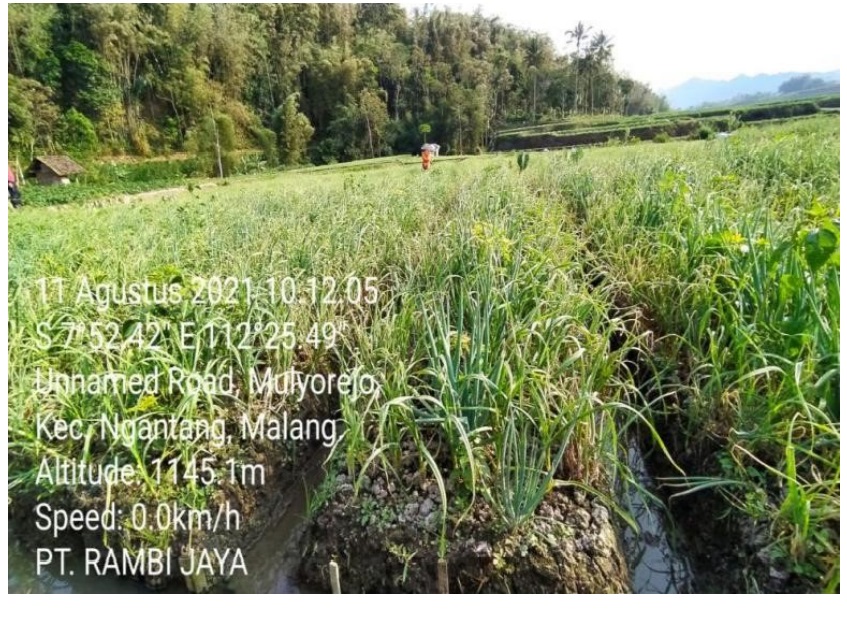 11 Agustus 2021 10.12.05
S 7°52,42" E 112°25.49"
Unnamed Road, Mulyorejo,
Kec. Ngantang, Malang.
Altitude: 1145.1m
Speed: 0.0km/h
PT. RAMBI JAYA